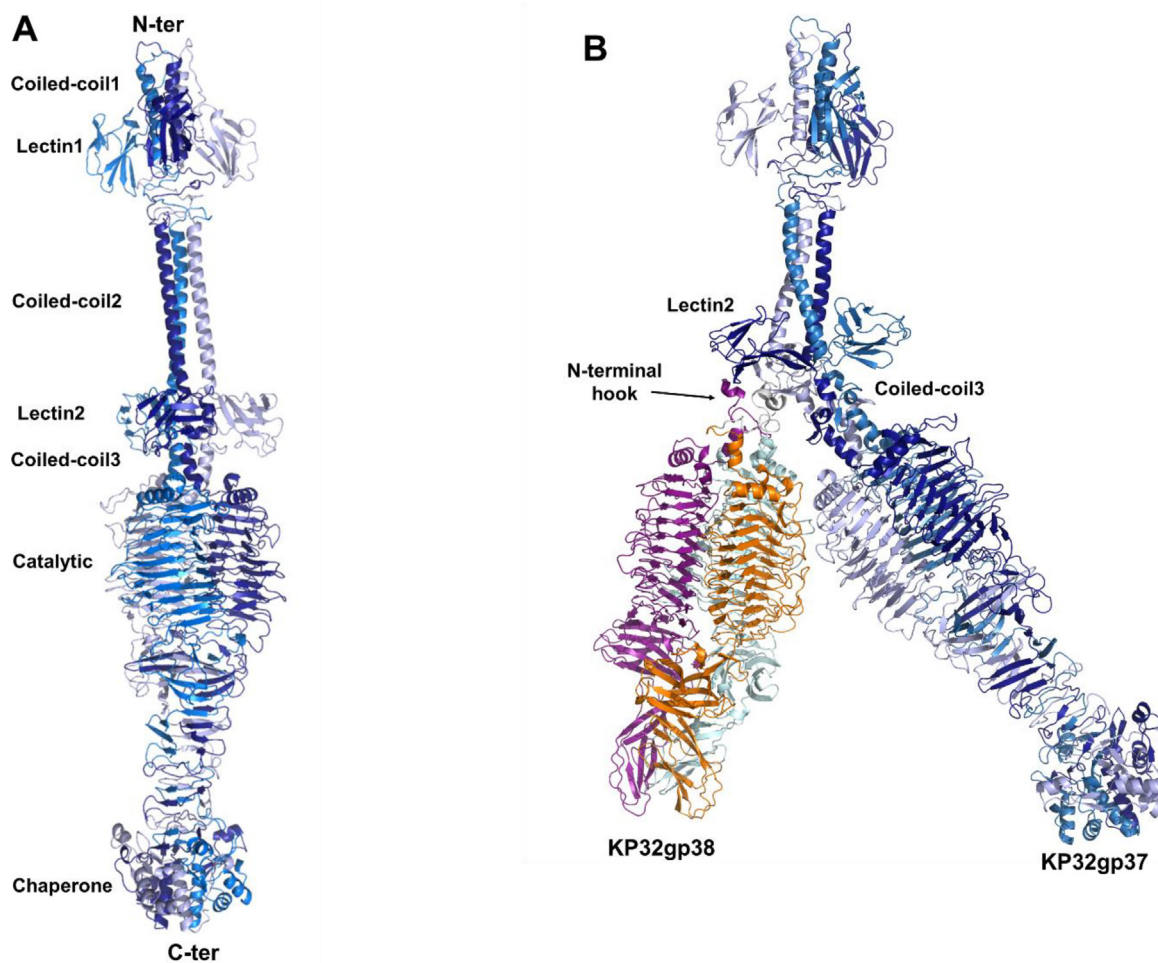 A
N-ter
Coiled-coil1
Lectin1
Coiled-coil2
Lectin2
Coiled-coil3
Catalytic
Chaperone
C-ter
B
Lectin2
N-terminal
hook
Coiled-coil3
KP32gp38
KP32gp37